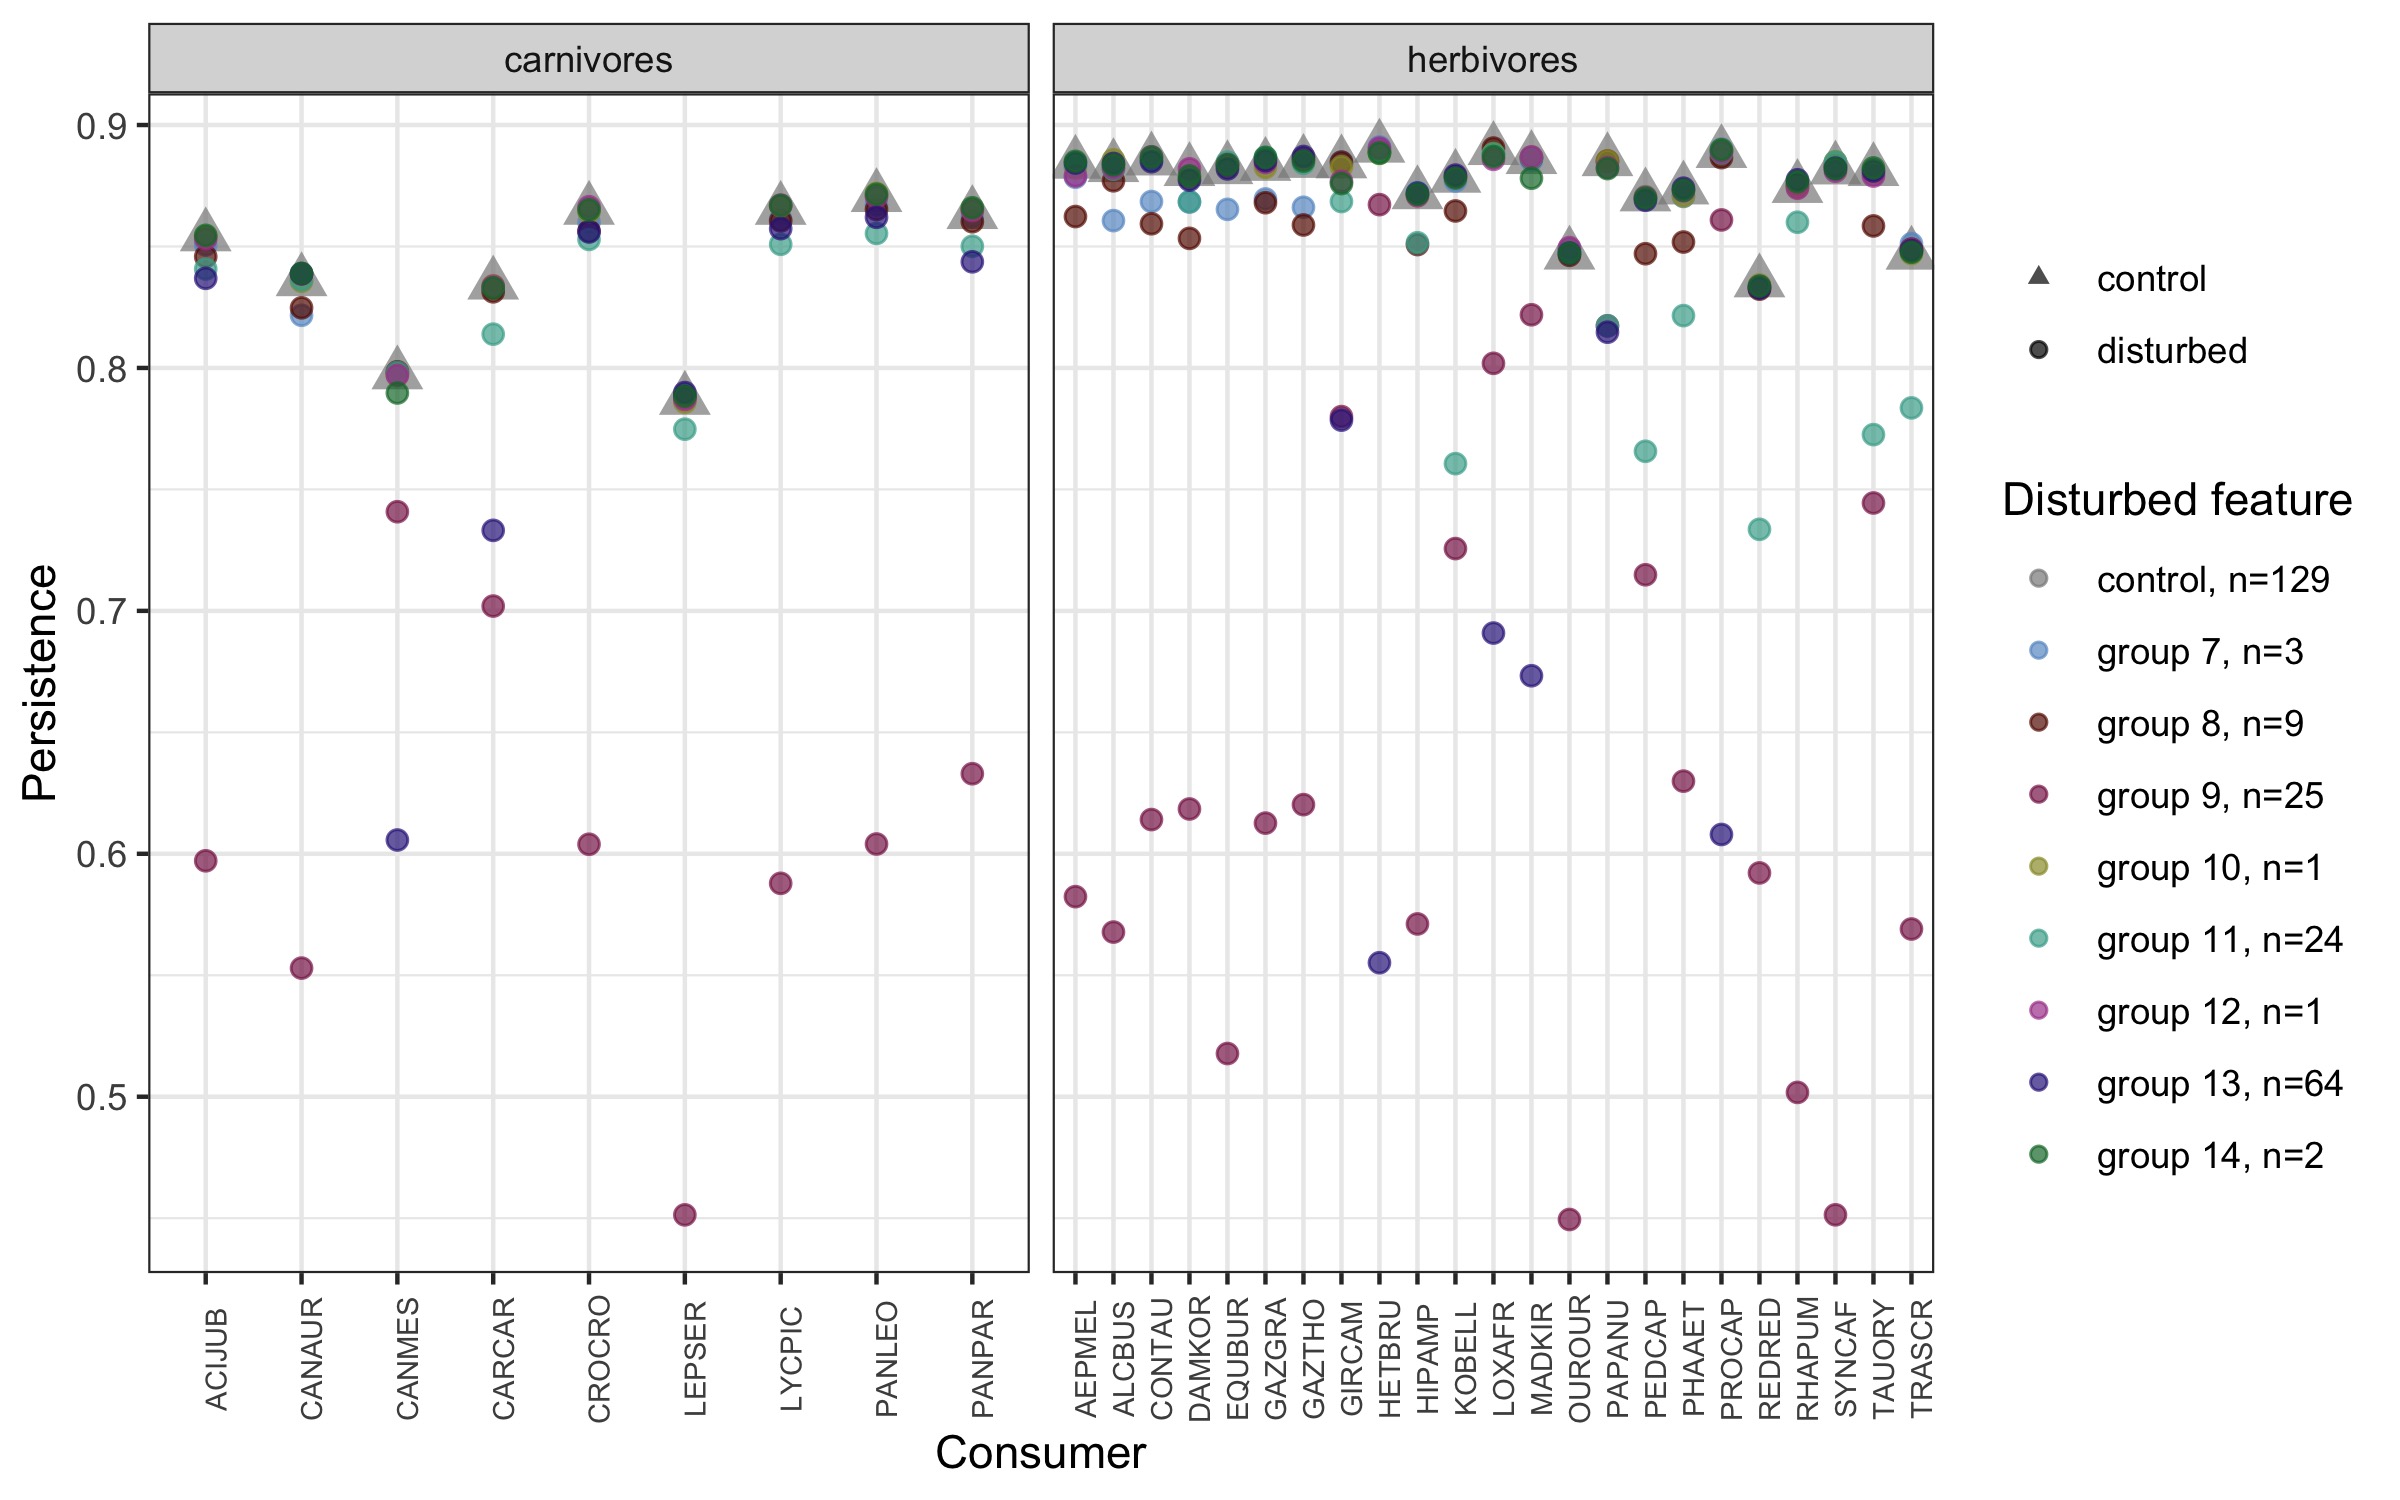 carnivores
herbivores
0.9
0.8
0.7
0.6
0.5
Persistence
ACIJUB
CANAUR
CANMES
CARCAR
CROCRO
LEPSER
LYCPIC
PANLEO
PANPAR
AEPMEL
ALCBUS
CONTAU
DAMKOR
EQUBUR
GAZGRA
GAZTHO
GIRCAM
HETBRU
HIPAMP
KOBELL
LOXAFR
MADKIR
OUROUR
PAPANU
PEDCAP
PHAAET
PROCAP
REDRED
RHAPUM
SYNCAF
TAUORY
TRASCR
Consumer
control
disturbed
Disturbed feature
control, n=129
group 7, n=3
group 8, n=9
group 9, n=25
group 10, n=1
group 11, n=24
group 12, n=1
group 13, n=64
group 14, n=2